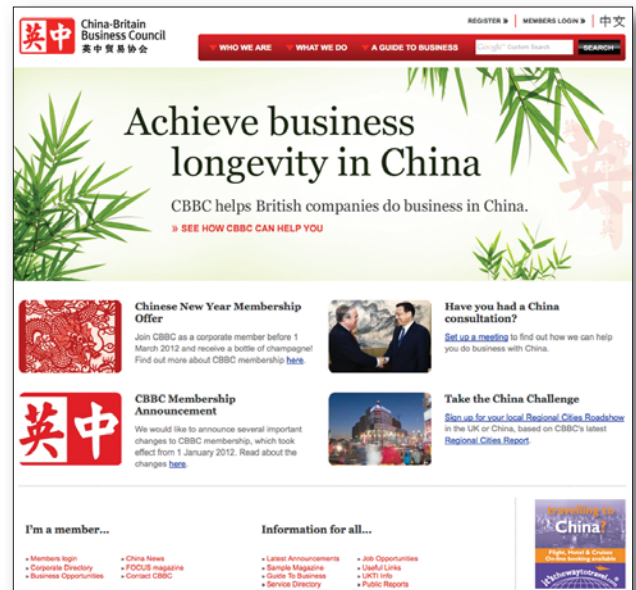 英中
China-Britain
Business Council
英中贸易协会
REGISTER » MEMBERS LOGIN » 中文
WHO WE ARE WHAT WE DO A GUIDE TO BUSINESS Google™ Custom Search SEARCH
Achieve business
longevity in China
CBBC helps British companies do business in China.
» SEE HOW CBBC CAN HELP YOU
英
Chinese New Year Membership
Offer
Join CBBC as a corporate member before 1
March 2012 and receive a bottle of champagne!
Find out more about CBBC membership here.
Have you had a China
consultation?
Set up a meeting to find out how we can help
you do business with China.
英中
CBBC Membership
Announcement
We would like to announce several important
changes to CBBC membership, which took
effect from 1 January 2012. Read about the
changes here.
Take the China Challenge
Sign up for your local Regional Cities Roadshow
in the UK or China, based on CBBC's latest
Regional Cities Report.
I'm a member...
» Members login
» Corporate Directory
» Business Opportunities
» China News
» FOCUS magazine
» Contact CBBC
Information for all...
» Latest Announcements
» Sample Magazine
» Guide To Business
» Service Directory
» Job Opportunities
» Useful Links
» UKTI Info
» Public Reports
travelling to
China?
Flight, Hotel & Cruises
On-line booking available